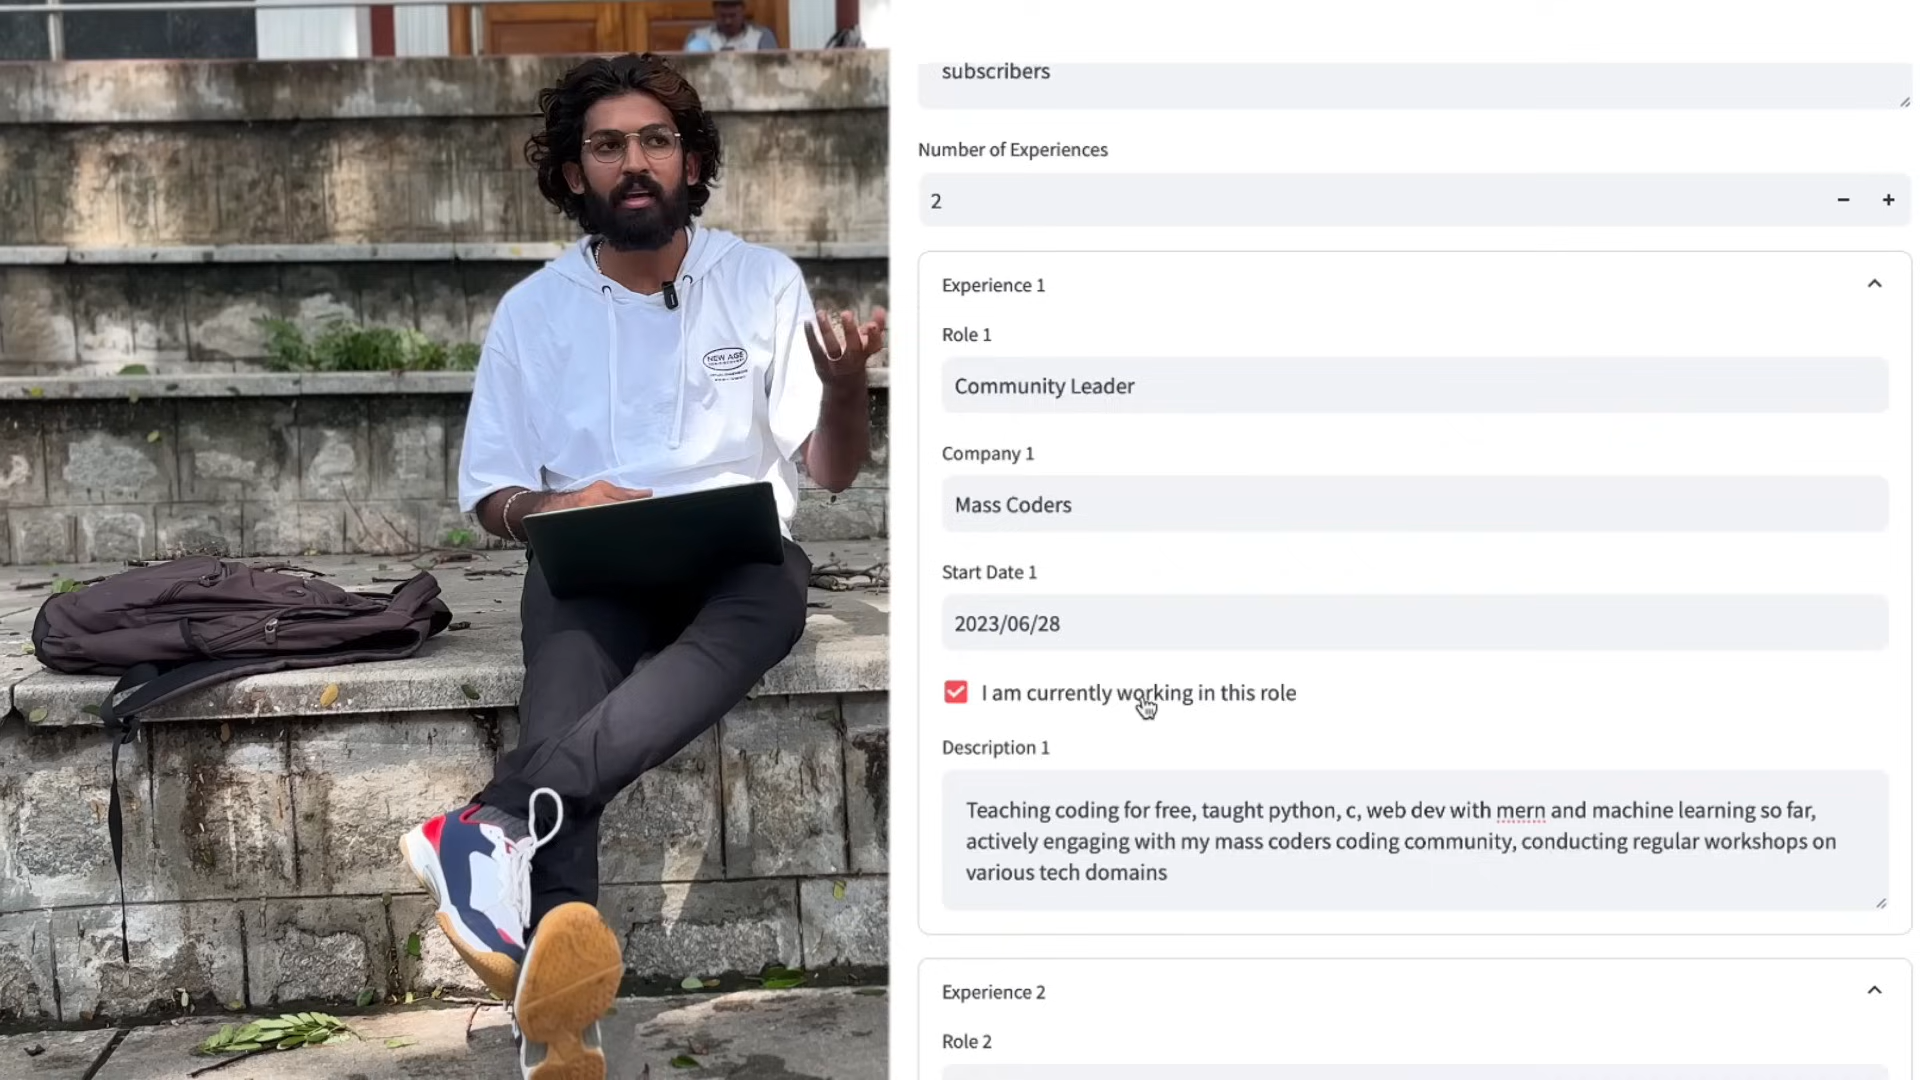 NEW AGE
subscribers
Number of Experiences
2
Experience 1
Role 1
Community Leader
Company 1
Mass Coders
Start Date 1
2023/06/28
I am currently working in this role
Description 1
Teaching coding for free, taught python, c, web dev with mern and machine learning so far,
actively engaging with my mass coders coding community, conducting regular workshops on
various tech domains
Experience 2
Role 2